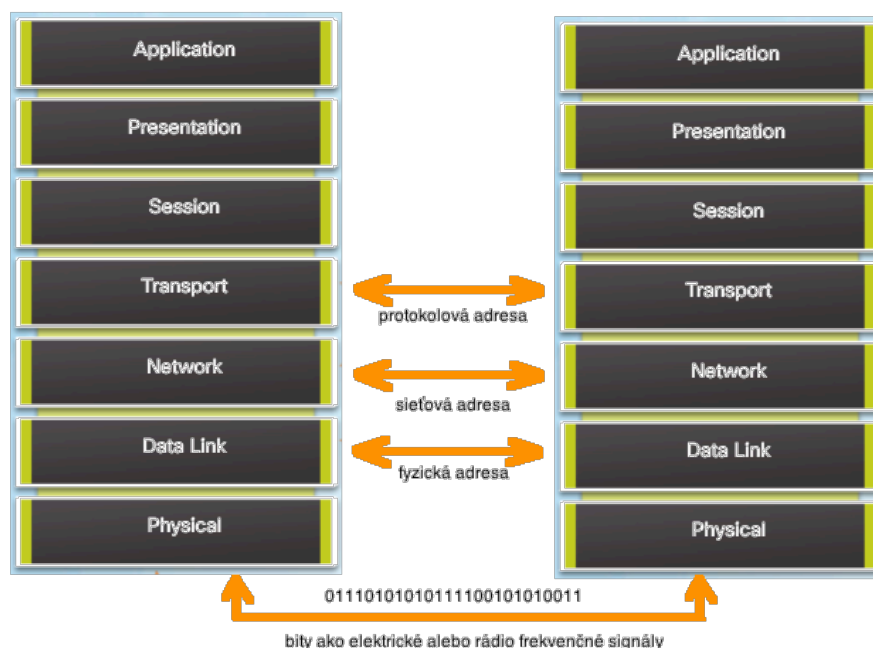 Application
Presentation
Session
Transport
Network
Data Link
Physical
Application
Presentation
Session
Transport
Network
Data Link
Physical
protokolová adresa
sieťová adresa
fyzická adresa
0111010101011110010101010011
bity ako elektrické alebo rádio frekvenčné signály